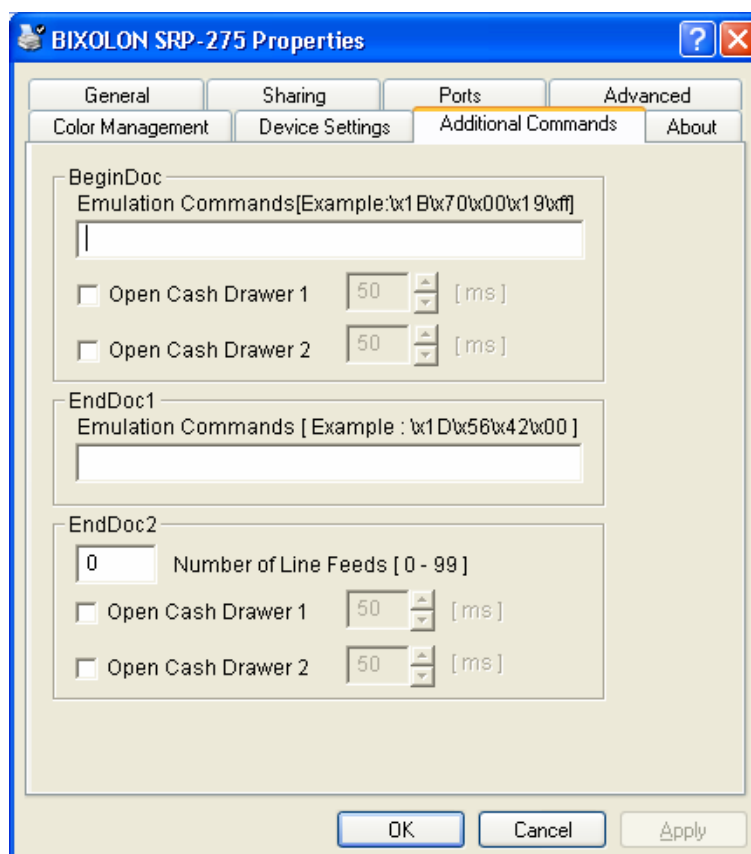 BIXOLON SRP-275 Properties
General Sharing Ports Advanced
Color Management Device Settings Additional Commands About
BeginDoc
Emulation Commands[Example:\x1B\x70\x00\x19\xff]
Open Cash Drawer 1 50 [ms]
Open Cash Drawer 2 50 [ms]
EndDoc1
Emulation Commands [ Example : \x1D\x56\x42\x00 ]
EndDoc2
0 Number of Line Feeds [ 0 - 99 ]
Open Cash Drawer 1 50 [ms]
Open Cash Drawer 2 50 [ms]
OK Cancel Apply